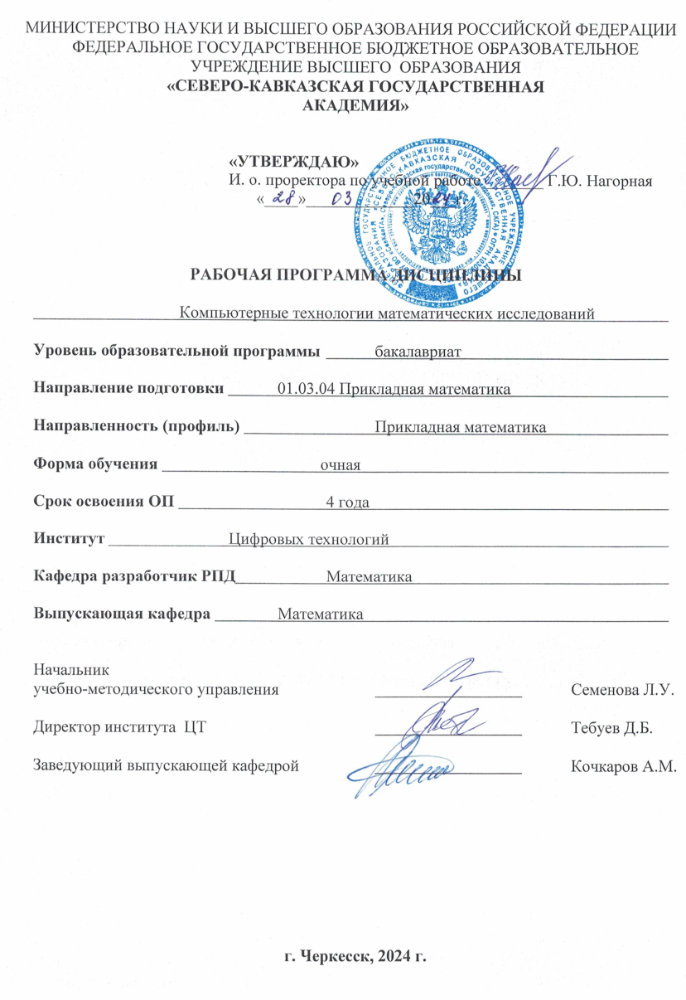 МИНИСТЕРСТВО НАУКИ И ВЫСШЕГО ОБРАЗОВАНИЯ РОССИЙСКОЙ ФЕДЕРАЦИИ
ФЕДЕРАЛЬНОЕ ГОСУДАРСТВЕННОЕ БЮДЖЕТНОЕ ОБРАЗОВАТЕЛЬНОЕ
УЧРЕЖДЕНИЕ ВЫСШЕГО ОБРАЗОВАНИЯ
«СЕВЕРО-КАВКАЗСКАЯ ГОСУДАРСТВЕННАЯ
АКАДЕМИЯ»
«УТВЕРЖДАЮ»
И. о. проректора по учебной работе Г.Ю. Нагорная
«28» 03 2024 г.
РАБОЧАЯ ПРОГРАММА ДИСЦИПЛИНЫ
Компьютерные технологии математических исследований
Уровень образовательной программы бакалавриат
Направление подготовки 01.03.04 Прикладная математика
Направленность (профиль) Прикладная математика
Форма обучения очная
Срок освоения ОП 4 года
Институт Цифровых технологий
Кафедра разработчик РПД Математика
Выпускающая кафедра Математика
Начальник
учебно-методического управления Семенова Л.У.
Директор института ЦТ Тебуев Д.Б.
Заведующий выпускающей кафедрой Кочкаров А.М.
г. Черкесск, 2024 г.